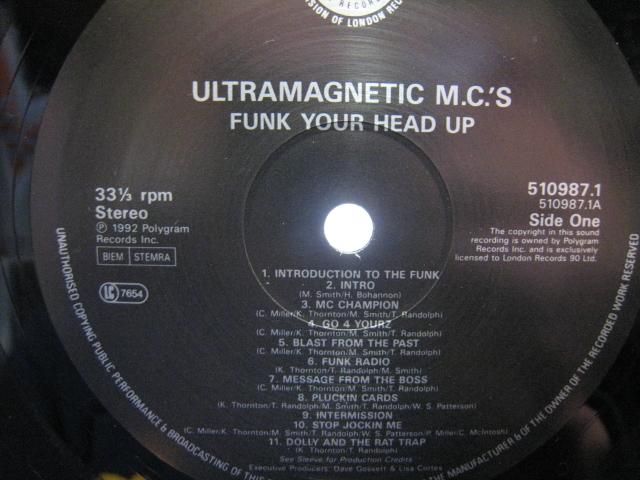 RECORD
SION OF LONDON REC
ULTRAMAGNETIC M.C.'S
FUNK YOUR HEAD UP
33⅓ rpm
Stereo
℗ 1992 Polygram
Records Inc.
BIEM STEMRA
LC 7654
510987.1
510987.1A
Side One
The copyright in this sound
recording is owned by Polygram
Records Inc. and is exclusively
licensed to London Records 90 Ltd.
1. INTRODUCTION TO THE FUNK
2. INTRO
(M. Smith/H. Bohannon)
3. MC CHAMPION
(C. Miller/K. Thornton/M. Smith/T. Randolph)
4. GO 4 YOURZ
(C. Miller/K. Thornton/M. Smith/T. Randolph)
5. BLAST FROM THE PAST
(C. Miller/K. Thornton/M. Smith/T. Randolph)
6. FUNK RADIO
(K. Thornton/T. Randolph/M. Smith)
7. MESSAGE FROM THE BOSS
(C. Miller/K. Thornton/M. Smith/T. Randolph)
8. PLUCKIN CARDS
(K. Thornton/T. Randolph/M. Smith/T. Randolph/W. S. Patterson)
9. INTERMISSION
10. STOP JOCKIN ME
(C. Miller/K. Thornton/M. Smith/T. Randolph/W. S. Patterson/P. Miller/C. McIntosh)
11. DOLLY AND THE RAT TRAP
(K. Thornton/T. Randolph)
See Sleeve for Production Credits
Executive Producers: Dave Gossett & Lisa Cortes
UNAUTHORISED COPYING PUBLIC PERFORMANCE & BROADCASTING OF THIS
THE MANUFACTURER & OF THE OWNER OF THE RECORDED WORK RESERVED